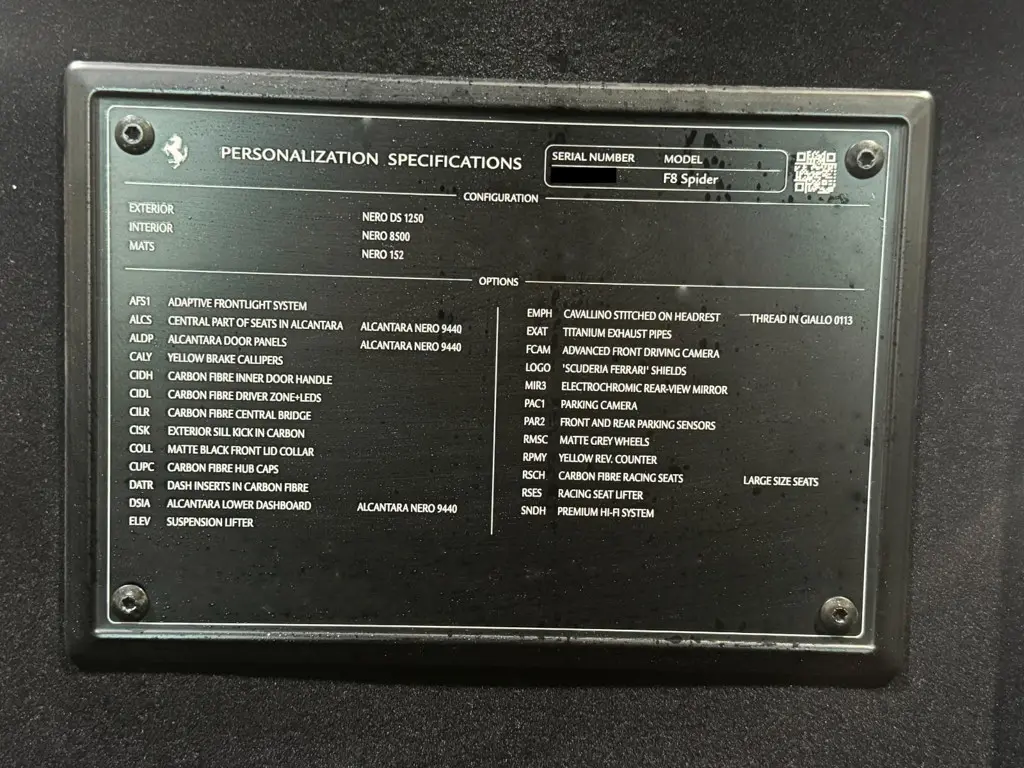 PERSONALIZATION SPECIFICATIONS
SERIAL NUMBER MODEL
F8 Spider
CONFIGURATION
EXTERIOR NERO DS 1250
INTERIOR NERO 8500
MATS NERO 152
OPTIONS
AFS1 ADAPTIVE FRONTLIGHT SYSTEM
ALCS CENTRAL PART OF SEATS IN ALCANTARA ALCANTARA NERO 9440
ALDP ALCANTARA DOOR PANELS ALCANTARA NERO 9440
CALY YELLOW BRAKE CALLIPERS
CIDH CARBON FIBRE INNER DOOR HANDLE
CIDL CARBON FIBRE DRIVER ZONE+LEDS
CILR CARBON FIBRE CENTRAL BRIDGE
CISK EXTERIOR SILL KICK IN CARBON
COLL MATTE BLACK FRONT LID COLLAR
CUPC CARBON FIBRE HUB CAPS
DATR DASH INSERTS IN CARBON FIBRE
DSIA ALCANTARA LOWER DASHBOARD ALCANTARA NERO 9440
ELEV SUSPENSION LIFTER
EMPH CAVALLINO STITCHED ON HEADREST THREAD IN GIALLO 0113
EXAT TITANIUM EXHAUST PIPES
FCAM ADVANCED FRONT DRIVING CAMERA
LOGO 'SCUDERIA FERRARI' SHIELDS
MIR3 ELECTROCHROMIC REAR-VIEW MIRROR
PAC1 PARKING CAMERA
PAR2 FRONT AND REAR PARKING SENSORS
RMSC MATTE GREY WHEELS
RPMY YELLOW REV. COUNTER
RSCH CARBON FIBRE RACING SEATS LARGE SIZE SEATS
RSES RACING SEAT LIFTER
SNDH PREMIUM HI-FI SYSTEM